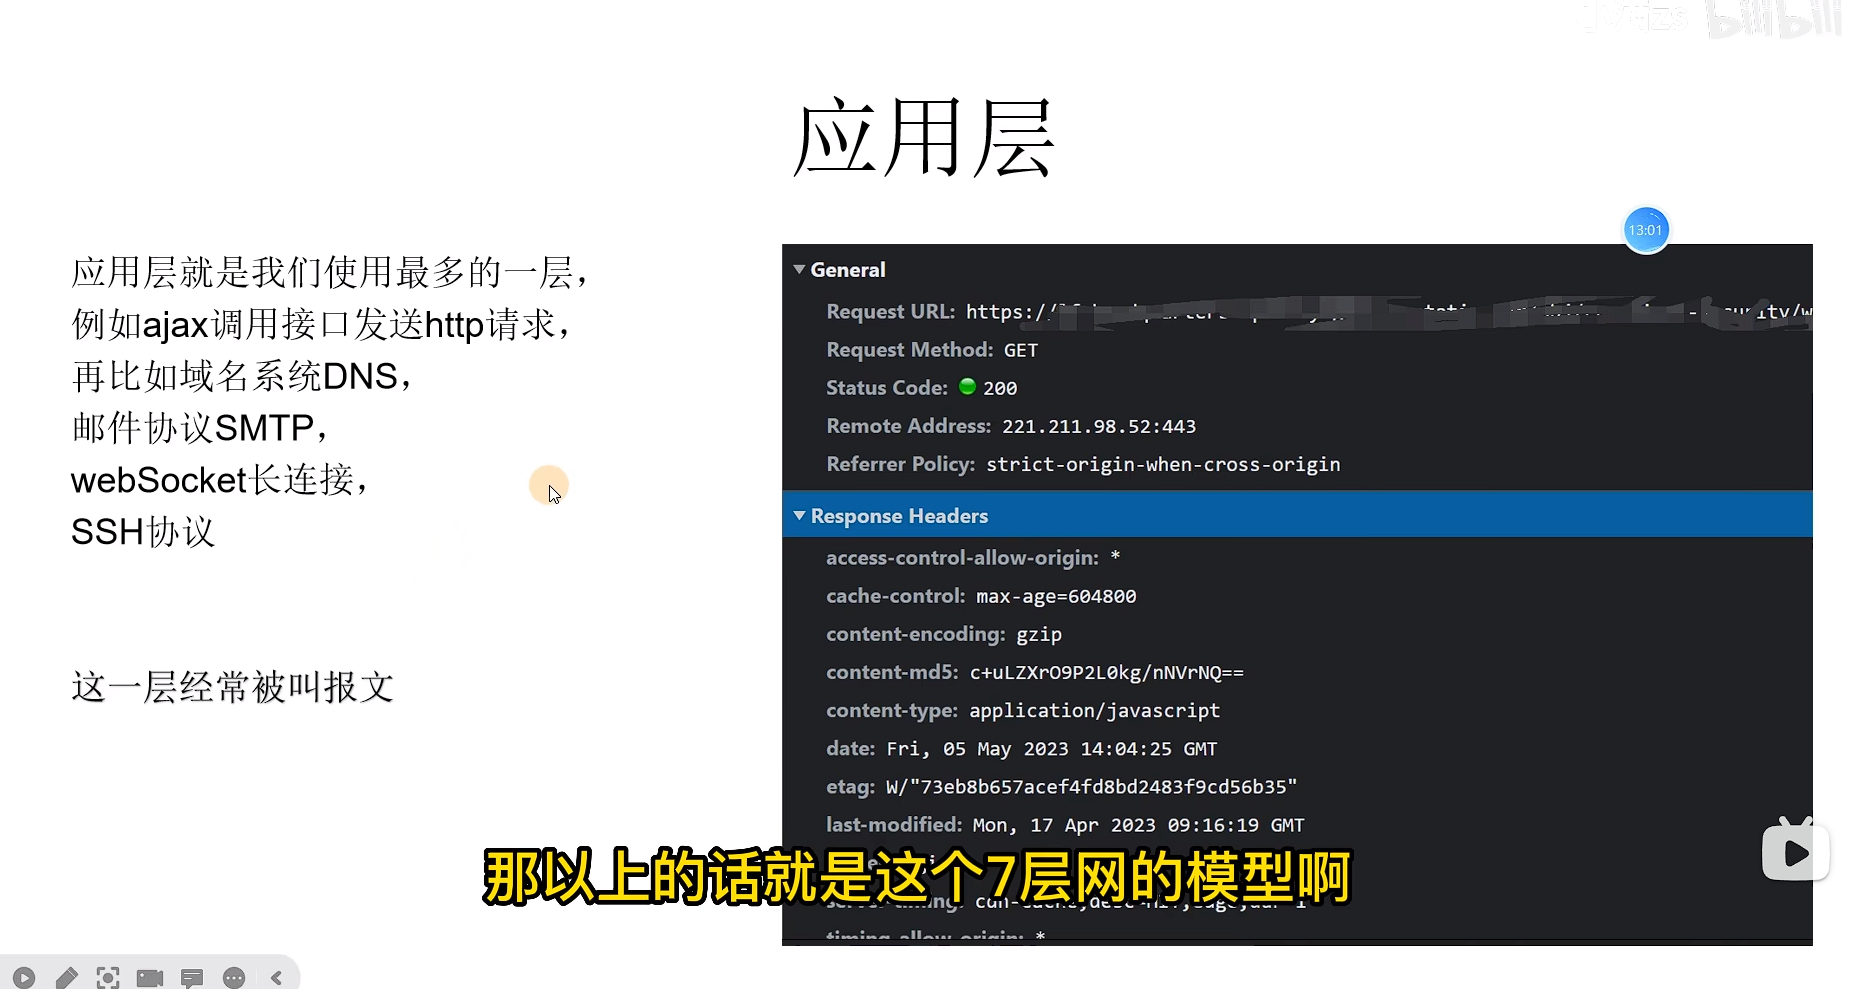 应用层
应用层就是我们使用最多的一层，
例如ajax调用接口发送http请求，
再比如域名系统DNS，
邮件协议SMTP，
webSocket长连接，
SSH协议
这一层经常被叫报文
13:01
General
Request URL: https://
Request Method: GET
Status Code: 200
Remote Address: 221.211.98.52:443
Referrer Policy: strict-origin-when-cross-origin
Response Headers
access-control-allow-origin: *
cache-control: max-age=604800
content-encoding: gzip
content-md5: c+uLZXrO9P2L0kg/nNVrNQ==
content-type: application/javascript
date: Fri, 05 May 2023 14:04:25 GMT
etag: W/"73eb8b657acef4fd8bd2483f9cd56b35"
last-modified: Mon, 17 Apr 2023 09:16:19 GMT
那以上的话就是这个7层网的模型啊
timing-allow-origin: *
bilibili